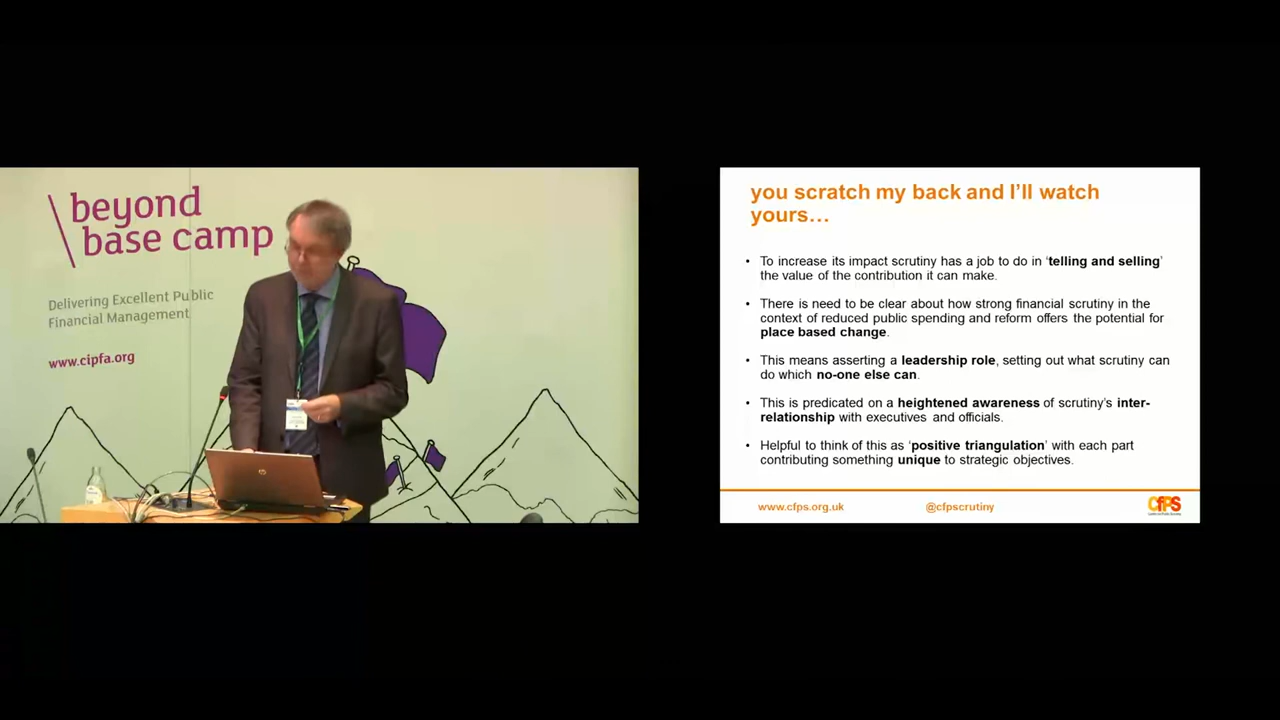 beyond
base camp
Delivering Excellent Public
Financial Management
www.cipfa.org
you scratch my back and I’ll watch
yours…
• To increase its impact scrutiny has a job to do in ‘telling and selling’
the value of the contribution it can make.
• There is need to be clear about how strong financial scrutiny in the
context of reduced public spending and reform offers the potential for
place based change.
• This means asserting a leadership role, setting out what scrutiny can
do which no-one else can.
• This is predicated on a heightened awareness of scrutiny’s inter-
relationship with executives and officials.
• Helpful to think of this as ‘positive triangulation’ with each part
contributing something unique to strategic objectives.
www.cfps.org.uk
@cfpscrutiny
CfPS